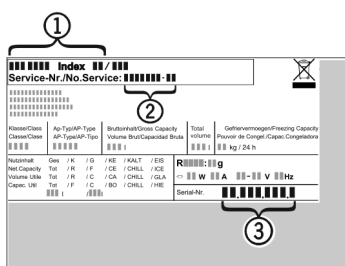 1
Index /
Service-Nr./No.Service: -
2
Klasse/Class Ap-Typ/AP-Type Bruttoinhalt/Gross Capacity Total Gefriervermoegen/Freezing Capacity
Classe/Clase AP-Type/AP-Tipo Volume Brut/Capacidad Bruta volume Pouvoir de Congel./Capac.Congeladora
l l kg / 24 h
Nutzinhalt Ges / K / G / KE / KALT / EIS
Net.Capacity Tot / R / F / CE / CHILL / ICE
Volume Utile Tot / R / C / CA / CHILL / GLA
Capac. Util Tot / F / C / BO / CHILL / HIE
l / l
R : g
W A - V Hz
Serial-Nr.
3